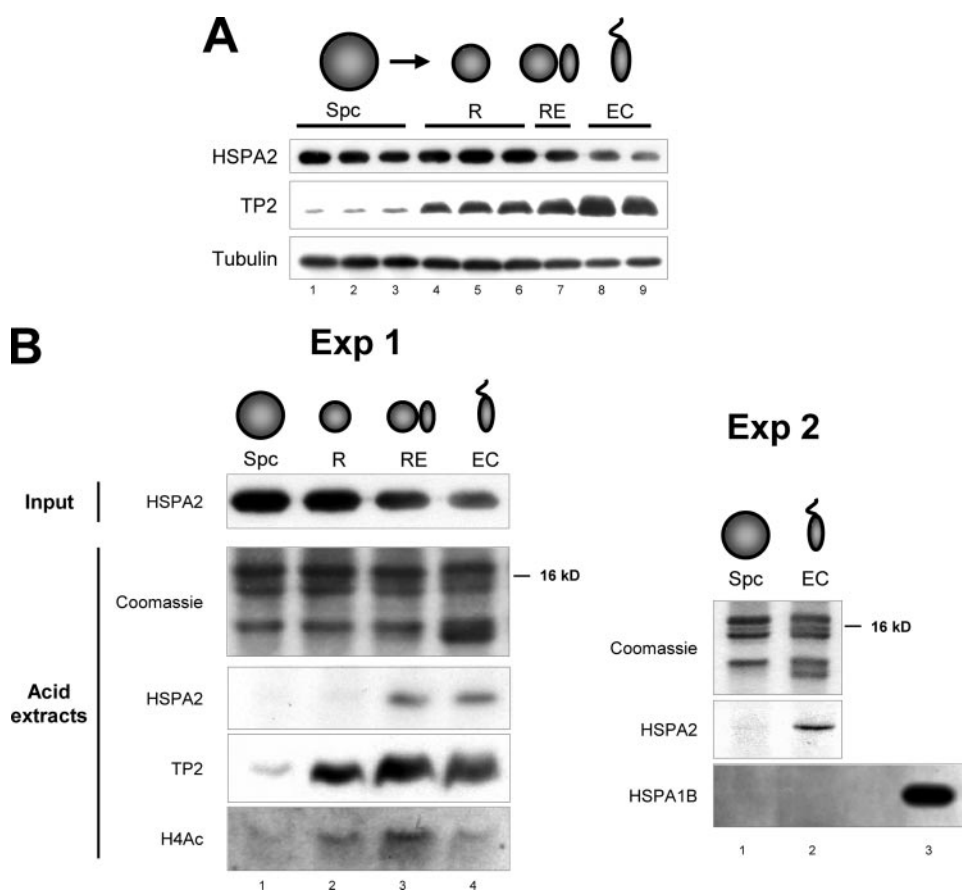 A
Spc R RE EC
HSPA2
TP2
Tubulin
1 2 3 4 5 6 7 8 9
B
Exp 1
Spc R RE EC
Input
HSPA2
Coomassie
16 kD
Acid extracts
HSPA2
TP2
H4Ac
1 2 3 4
Exp 2
Spc EC
Coomassie
16 kD
HSPA2
HSPA1B
1 2 3